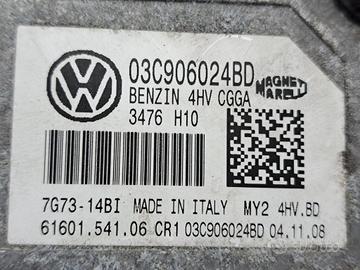 03C906024BD
BENZIN 4HV CGGA
MAGNETI
MARELLI
3476 H10
7G73-14BI MADE IN ITALY MY2 4HV.BD
61601.541.06 CR1 03C906024BD 04.11.08